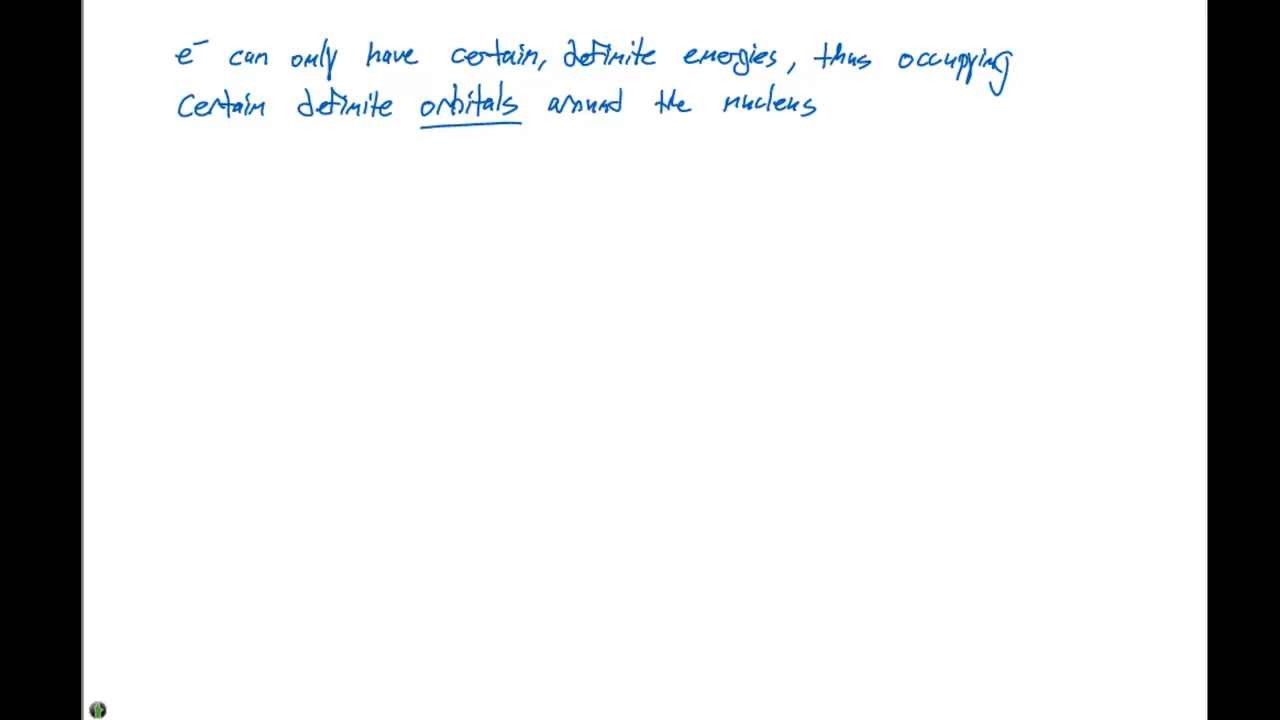 e⁻ can only have certain, definite energies, thus occupying
certain definite orbitals around the nucleus